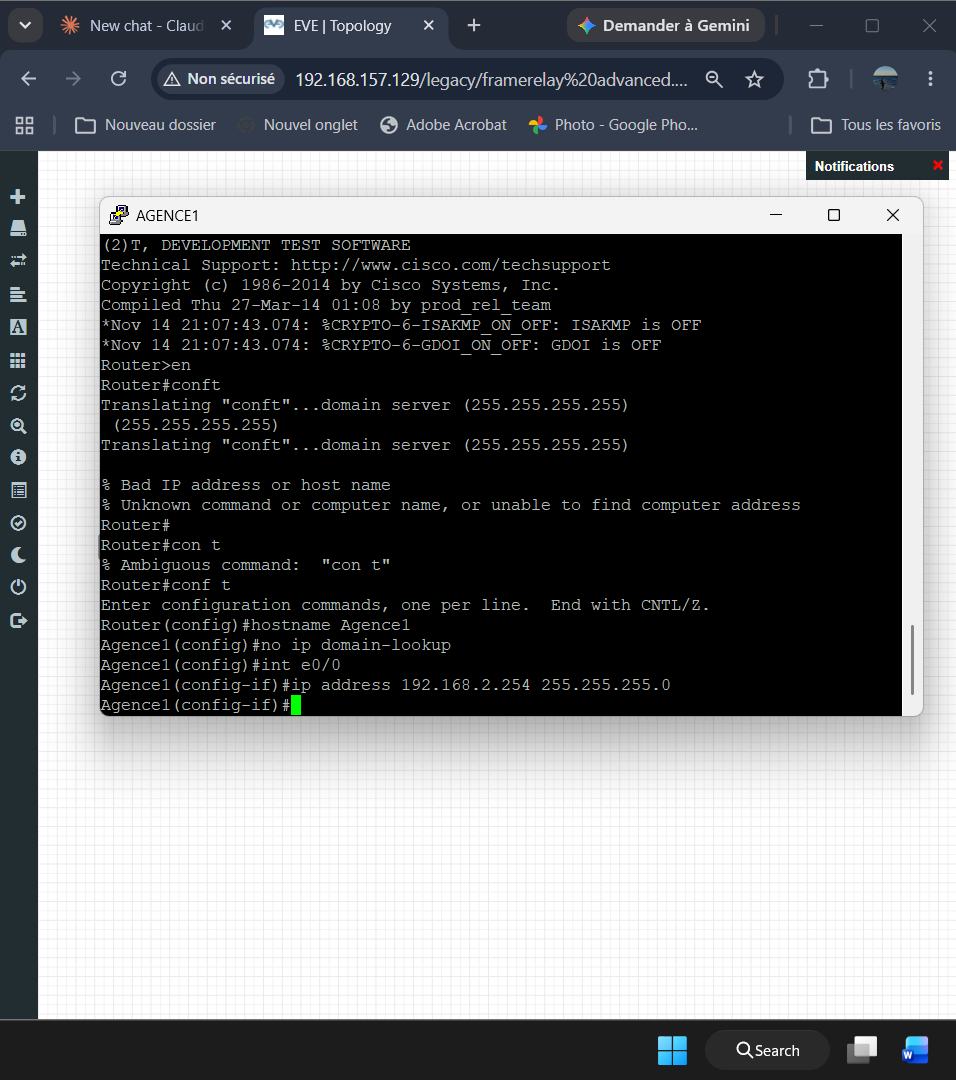 New chat - Claud
EVE | Topology
Demander à Gemini
Non sécurisé
192.168.157.129/legacy/framerelay%20advanced....
Nouveau dossier
Nouvel onglet
Adobe Acrobat
Photo - Google Pho...
Tous les favoris
Notifications
AGENCE1
(2)T, DEVELOPMENT TEST SOFTWARE
Technical Support: http://www.cisco.com/techsupport
Copyright (c) 1986-2014 by Cisco Systems, Inc.
Compiled Thu 27-Mar-14 01:08 by prod_rel_team
*Nov 14 21:07:43.074: %CRYPTO-6-ISAKMP_ON_OFF: ISAKMP is OFF
*Nov 14 21:07:43.074: %CRYPTO-6-GDOI_ON_OFF: GDOI is OFF
Router>en
Router#conft
Translating "conft"...domain server (255.255.255.255)
(255.255.255.255)
Translating "conft"...domain server (255.255.255.255)
% Bad IP address or host name
% Unknown command or computer name, or unable to find computer address
Router#
Router#con t
% Ambiguous command:  "con t"
Router#conf t
Enter configuration commands, one per line.  End with CNTL/Z.
Router(config)#hostname Agence1
Agence1(config)#no ip domain-lookup
Agence1(config)#int e0/0
Agence1(config-if)#ip address 192.168.2.254 255.255.255.0
Agence1(config-if)#
Search